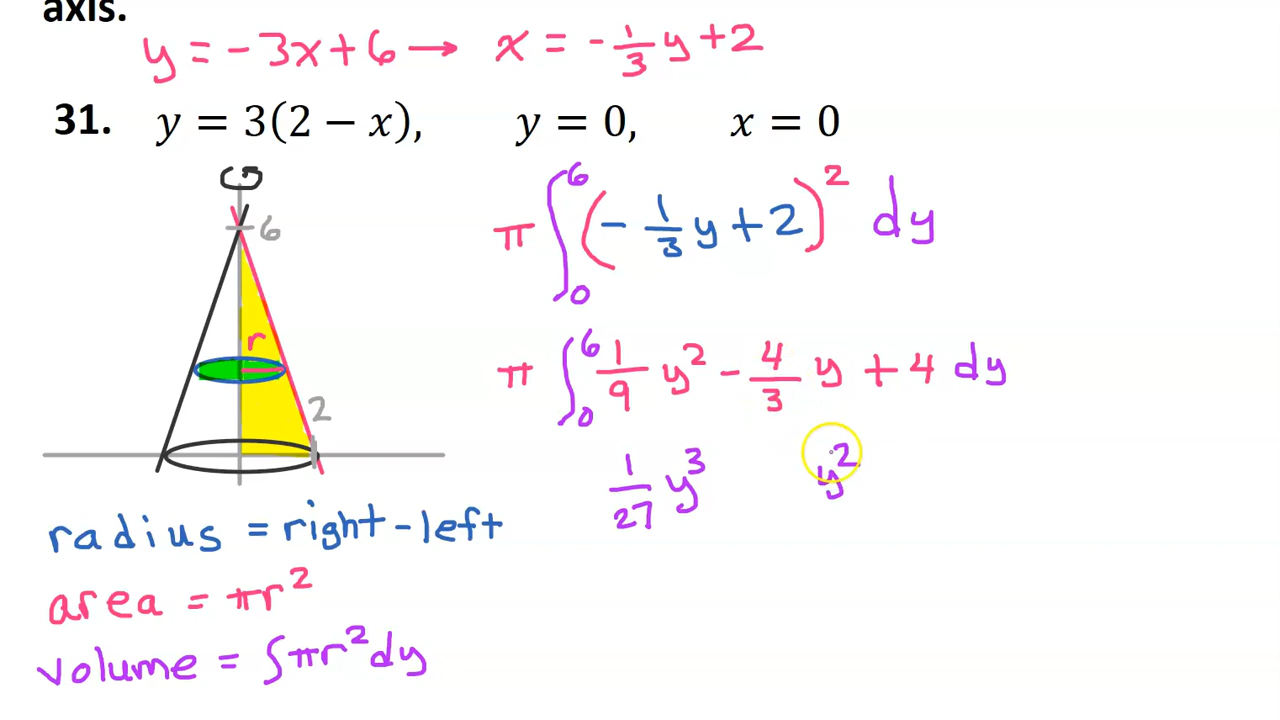 axis.
y = -3x + 6 → x = -1/3 y + 2
31. y = 3(2 − x), y = 0, x = 0
6
r
2
π ∫₀⁶ (-1/3 y + 2)² dy
π ∫₀⁶ 1/9 y² - 4/3 y + 4 dy
1/27 y³ y²
radius = right - left
area = πr²
volume = ∫πr² dy